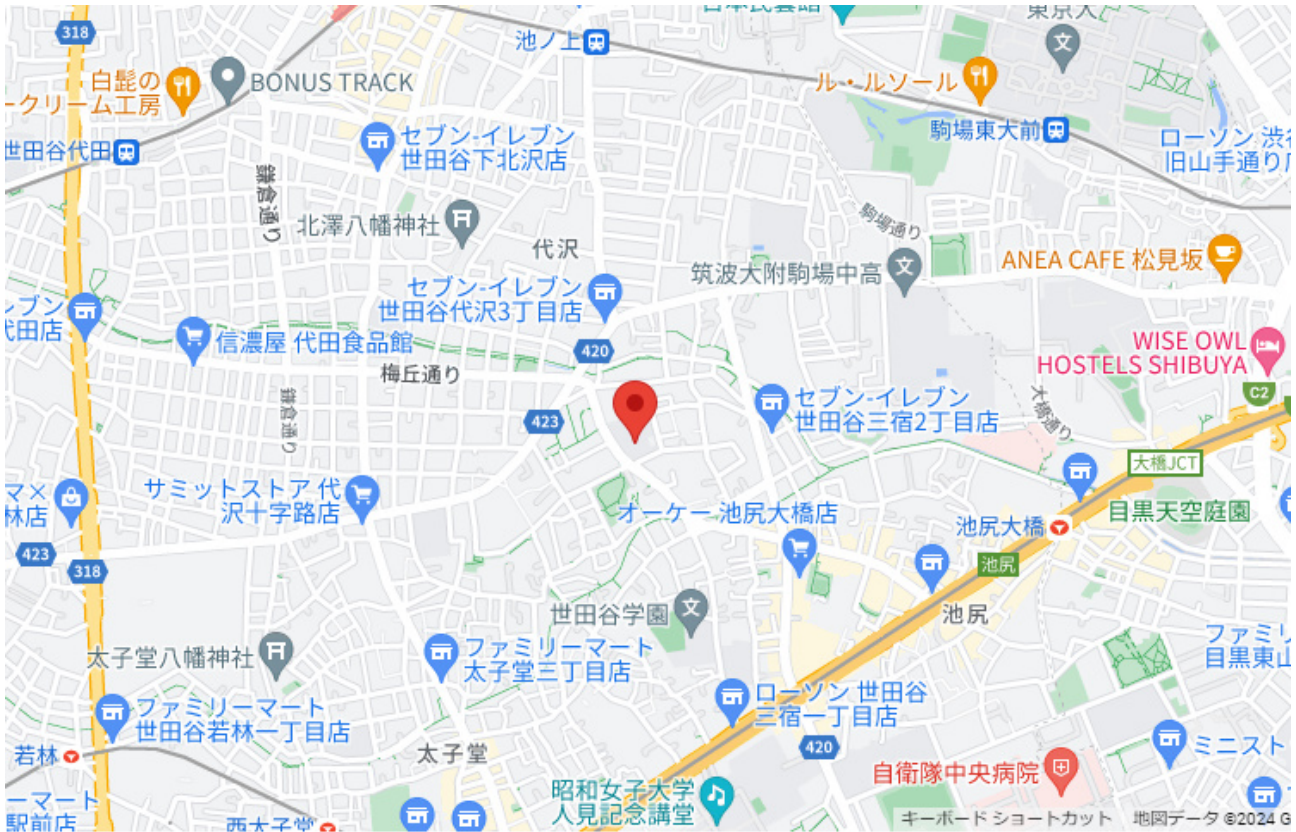 日本民藝館
東京大
318
池ノ上
白髭の
ークリーム工房
BONUS TRACK
ル・ルソール
セブン-イレブン
世田谷下北沢店
駒場東大前
世田谷代田
ローソン 渋谷
旧山手通り店
鎌倉通り
北澤八幡神社
代沢
駒場通り
筑波大附駒場中高
ANEA CAFE 松見坂
セブン-イレブン
世田谷代沢3丁目店
レブン
代田店
信濃屋 代田食品館
420
梅丘通り
WISE OWL
HOSTELS SHIBUYA
C2
鎌倉通り
423
セブン-イレブン
世田谷三宿2丁目店
大橋通り
大橋JCT
マ×
林店
サミットストア 代
沢十字路店
オーケー 池尻大橋店
池尻大橋
目黒天空庭園
423
318
池尻
世田谷学園
池尻
太子堂八幡神社
ファミリーマート
太子堂三丁目店
ファミリ
目黒東山
ファミリーマート
世田谷若林一丁目店
ローソン 世田谷
三宿一丁目店
若林
太子堂
420
ミニスト
自衛隊中央病院
昭和女子大学
人見記念講堂
ーマート
駅前店
西太子堂
キーボード ショートカット
地図データ ©2024 G